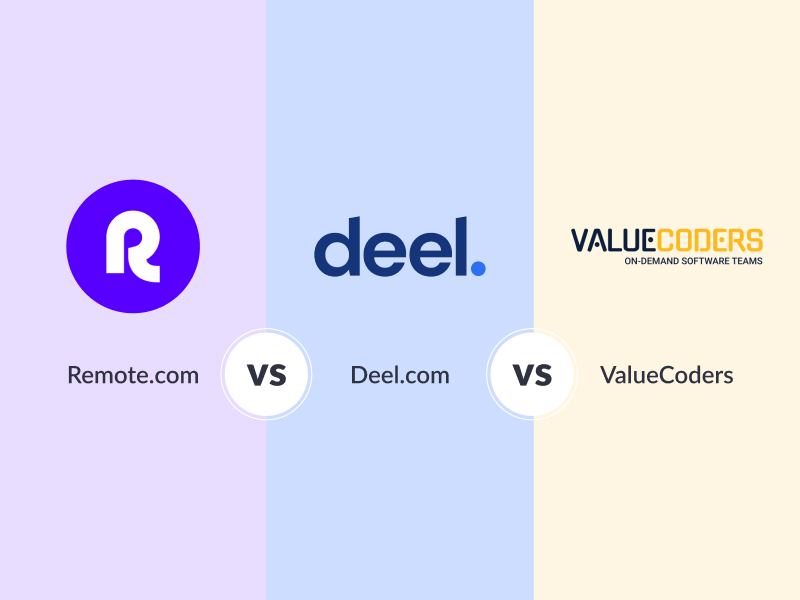 R
deel.
VALUECODERS
ON-DEMAND SOFTWARE TEAMS
Remote.com
VS
Deel.com
VS
ValueCoders